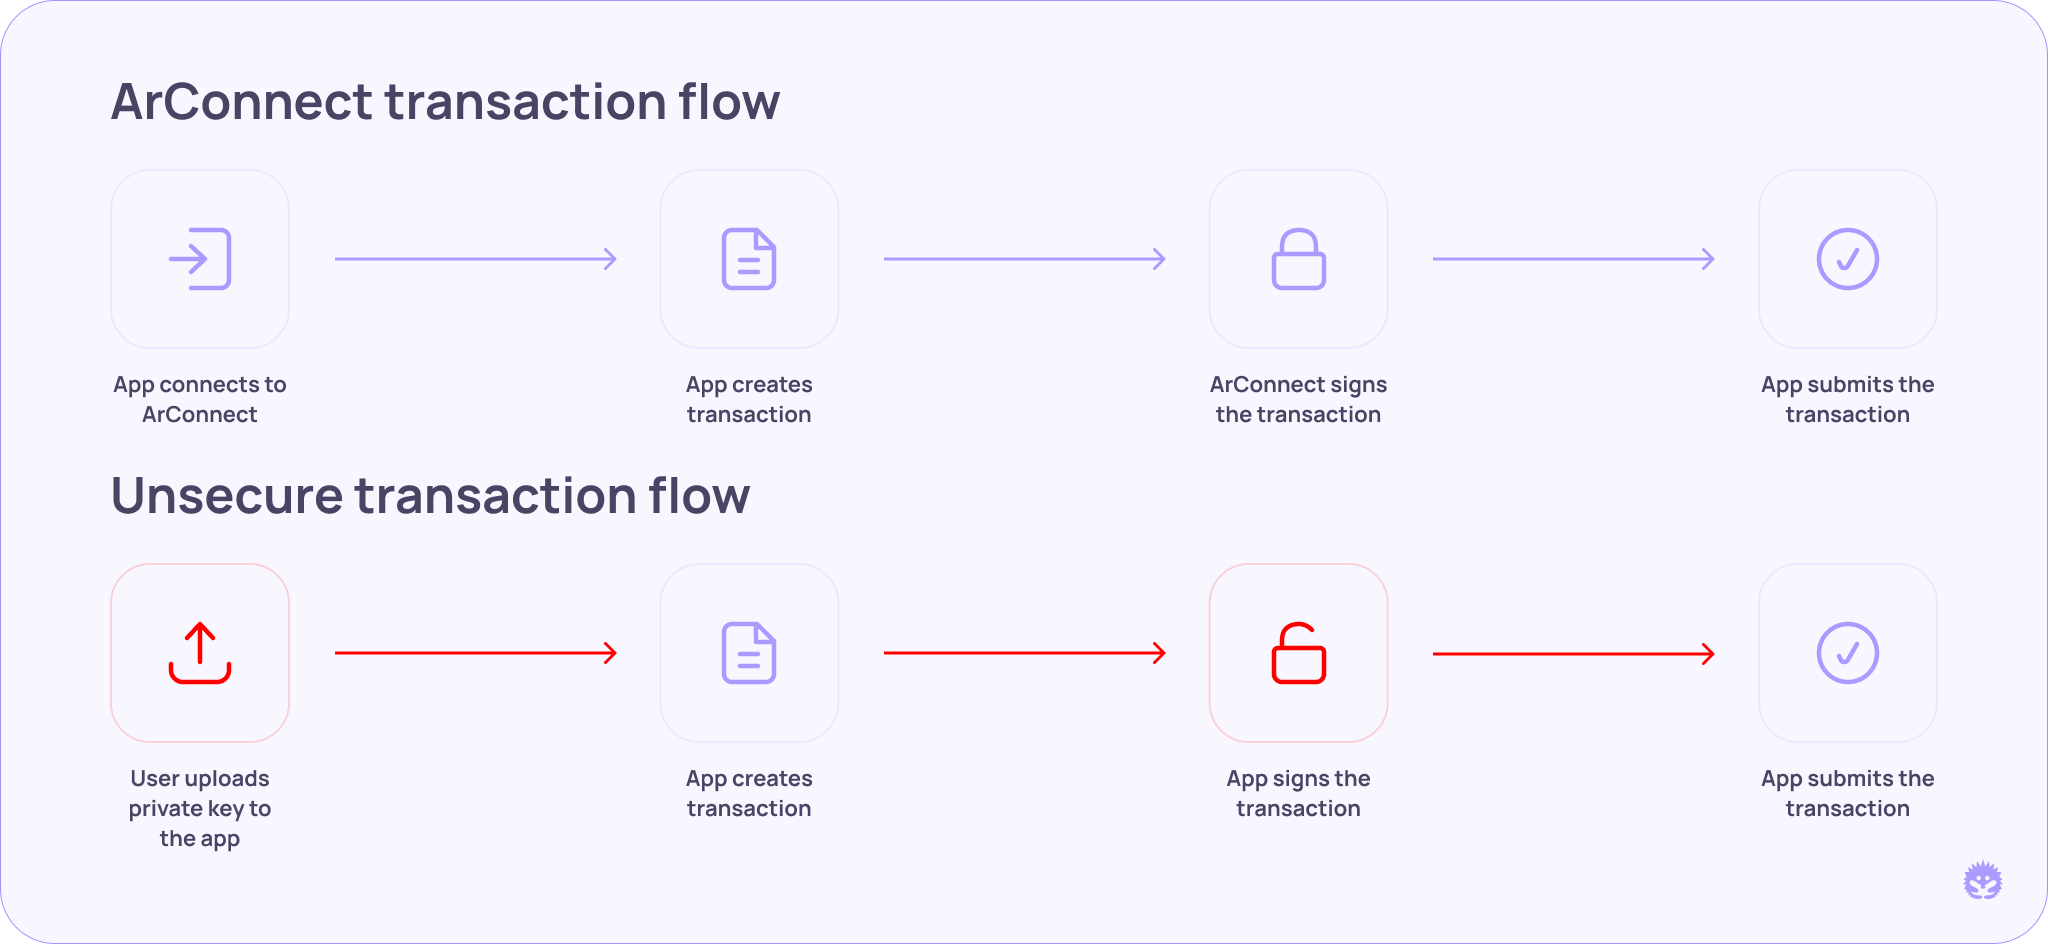 ArConnect transaction flow
App connects to
ArConnect
App creates
transaction
ArConnect signs
the transaction
App submits the
transaction
Unsecure transaction flow
User uploads
private key to
the app
App creates
transaction
App signs the
transaction
App submits the
transaction